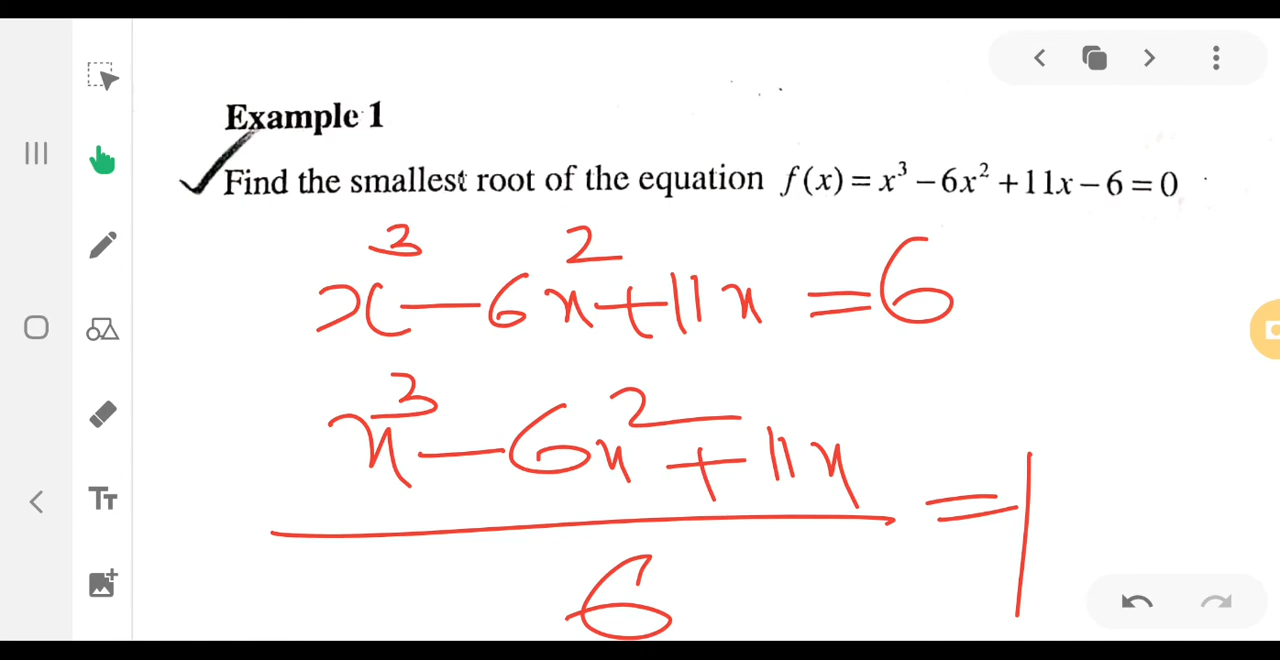 Example 1
Find the smallest root of the equation f(x) = x³ − 6x² + 11x − 6 = 0
x³ − 6x² + 11x = 6
x³ − 6x² + 11x
= 1
6
Tт